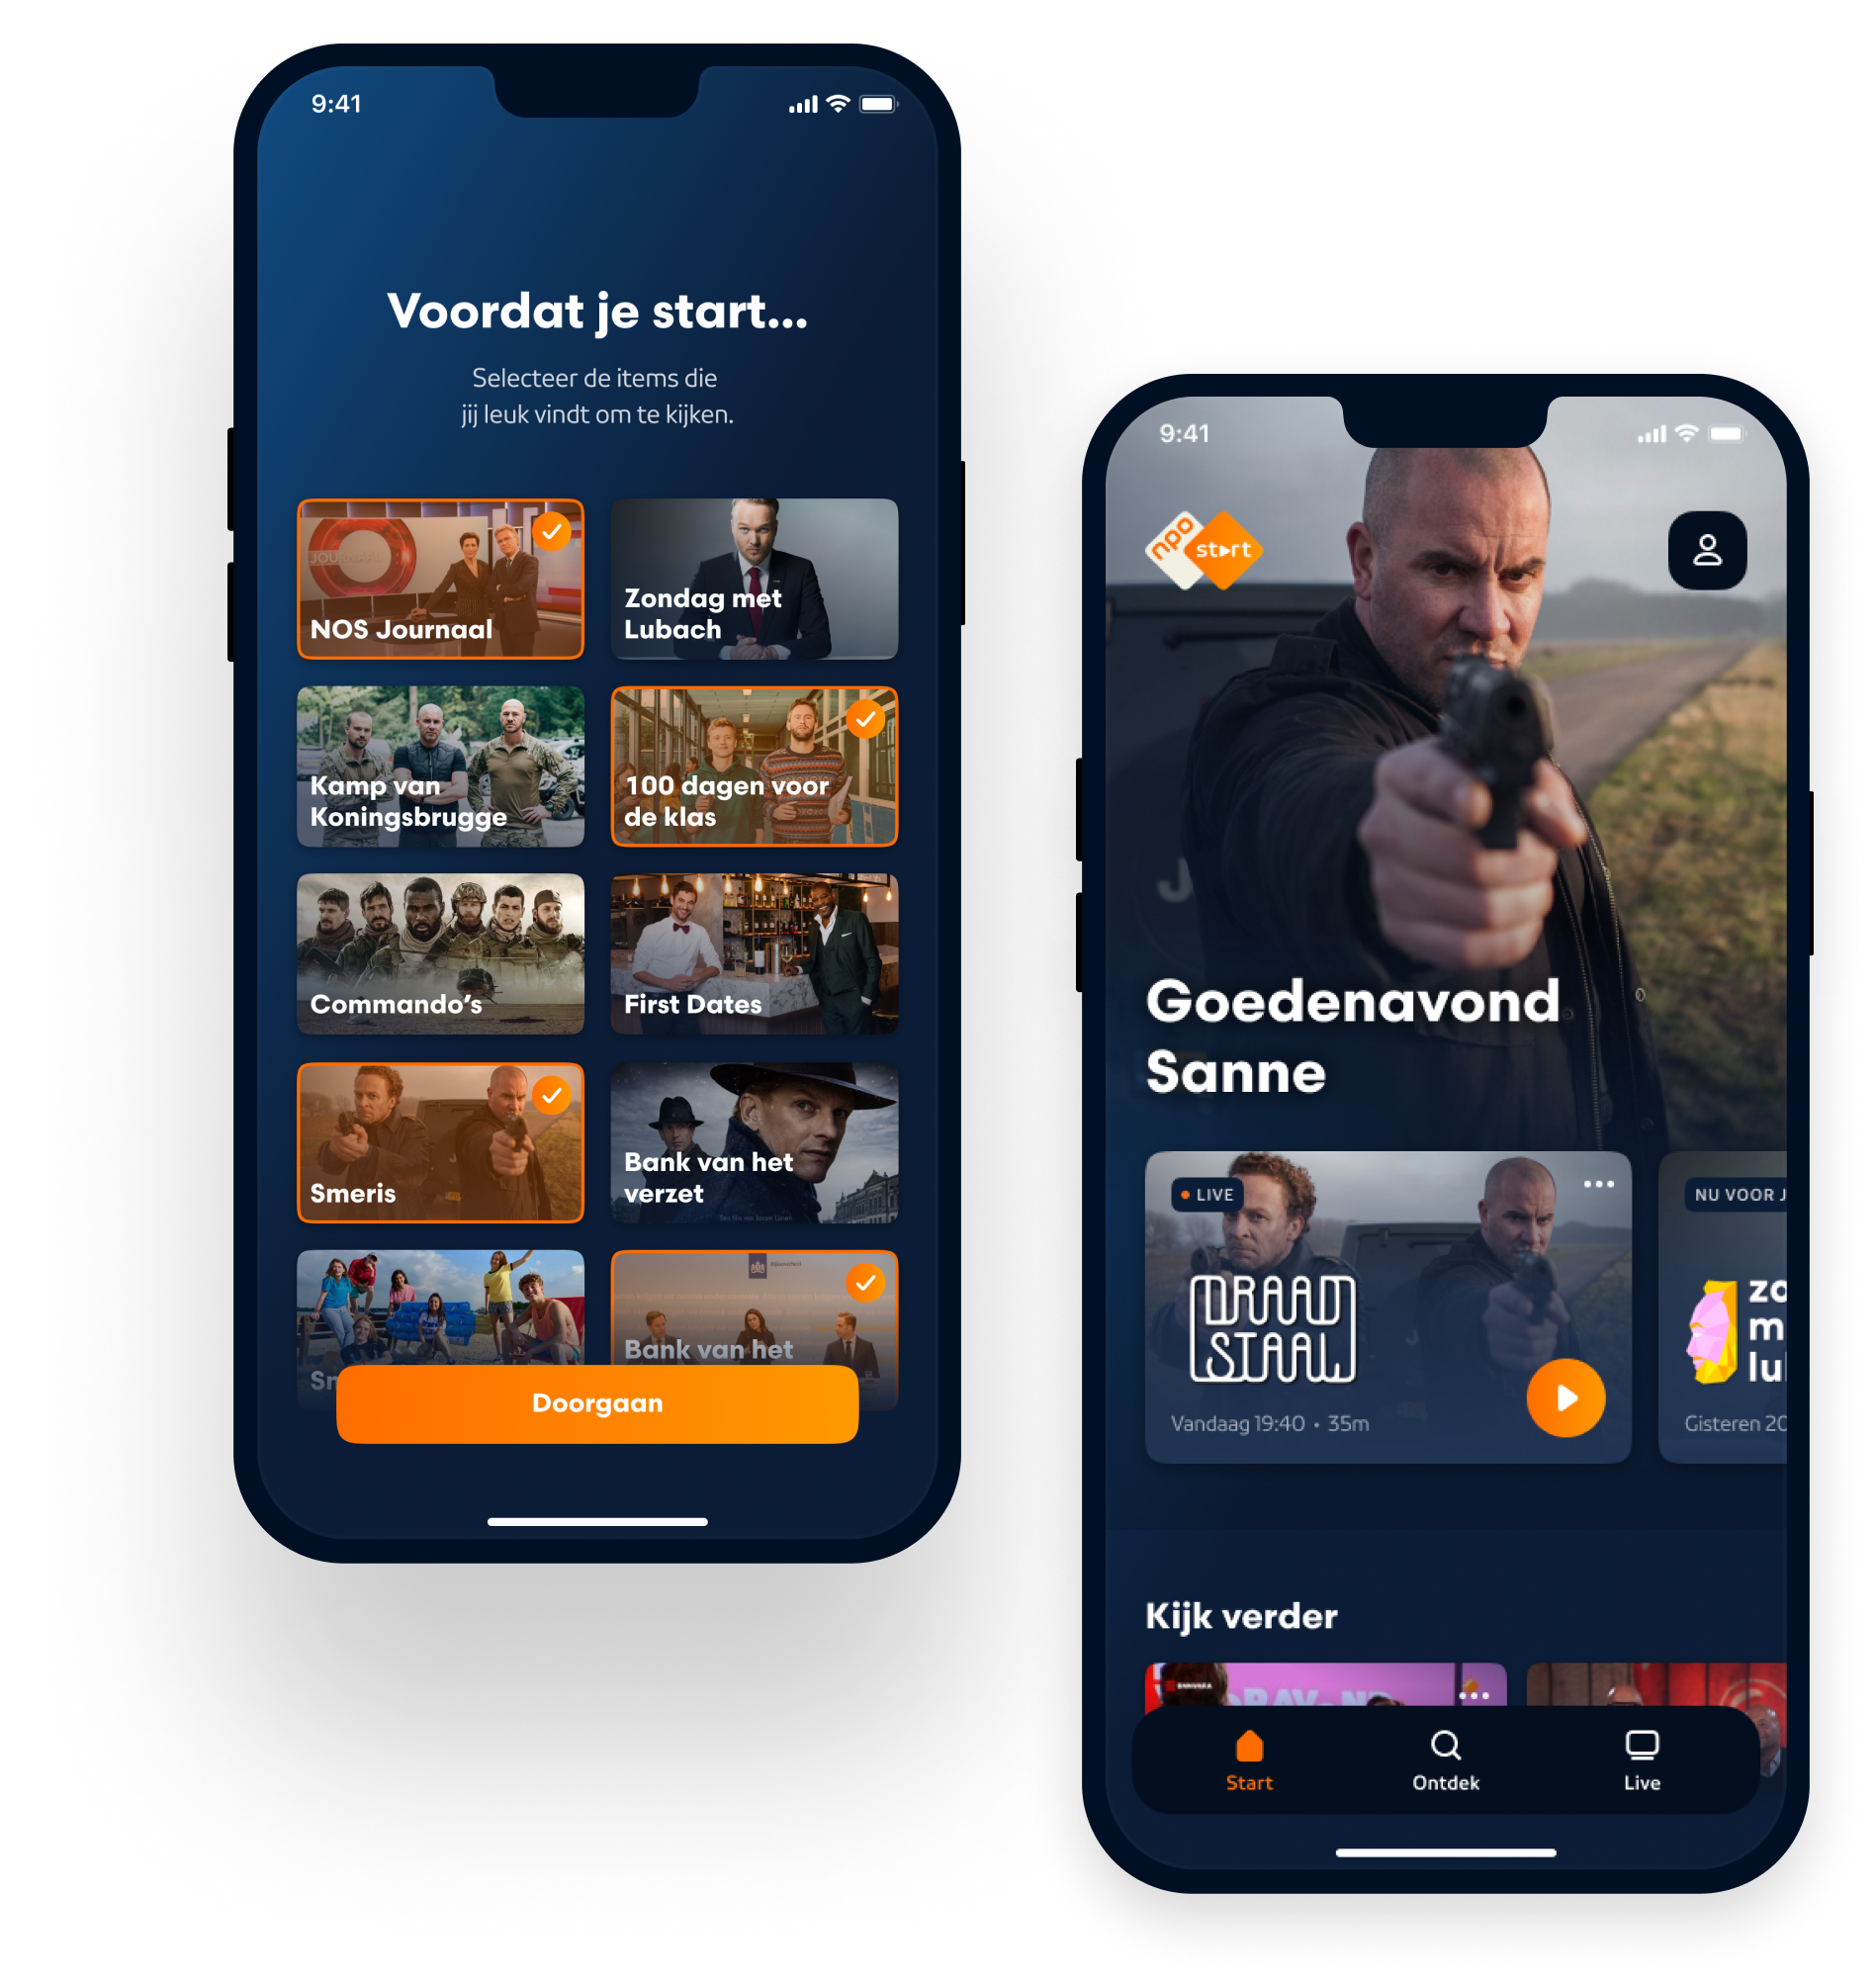 9:41
Voordat je start...
Selecteer de items die
jij leuk vindt om te kijken.
JOURNAAL
NOS Journaal
Zondag met
Lubach
Kamp van
Koningsbrugge
100 dagen voor
de klas
Commando's
First Dates
Smeris
Bank van het
verzet
Bank van het
Sm
Doorgaan
9:41
npo
start
Goedenavond
Sanne
LIVE
DRAAD
STAAL
Vandaag 19:40 • 35m
NU VOOR J
zo
m
lu
Gisteren 20
Kijk verder
Start
Ontdek
Live